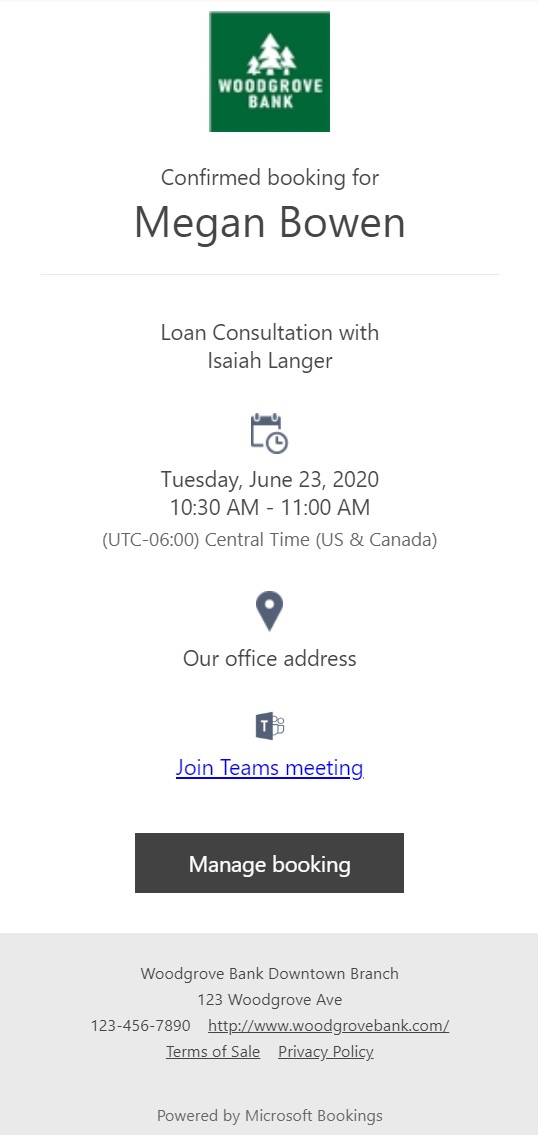 WOODGROVE
BANK
Confirmed booking for
Megan Bowen
Loan Consultation with
Isaiah Langer
Tuesday, June 23, 2020
10:30 AM - 11:00 AM
(UTC-06:00) Central Time (US & Canada)
Our office address
T
Join Teams meeting
Manage booking
Woodgrove Bank Downtown Branch
123 Woodgrove Ave
123-456-7890 http://www.woodgrovebank.com/
Terms of Sale Privacy Policy
Powered by Microsoft Bookings